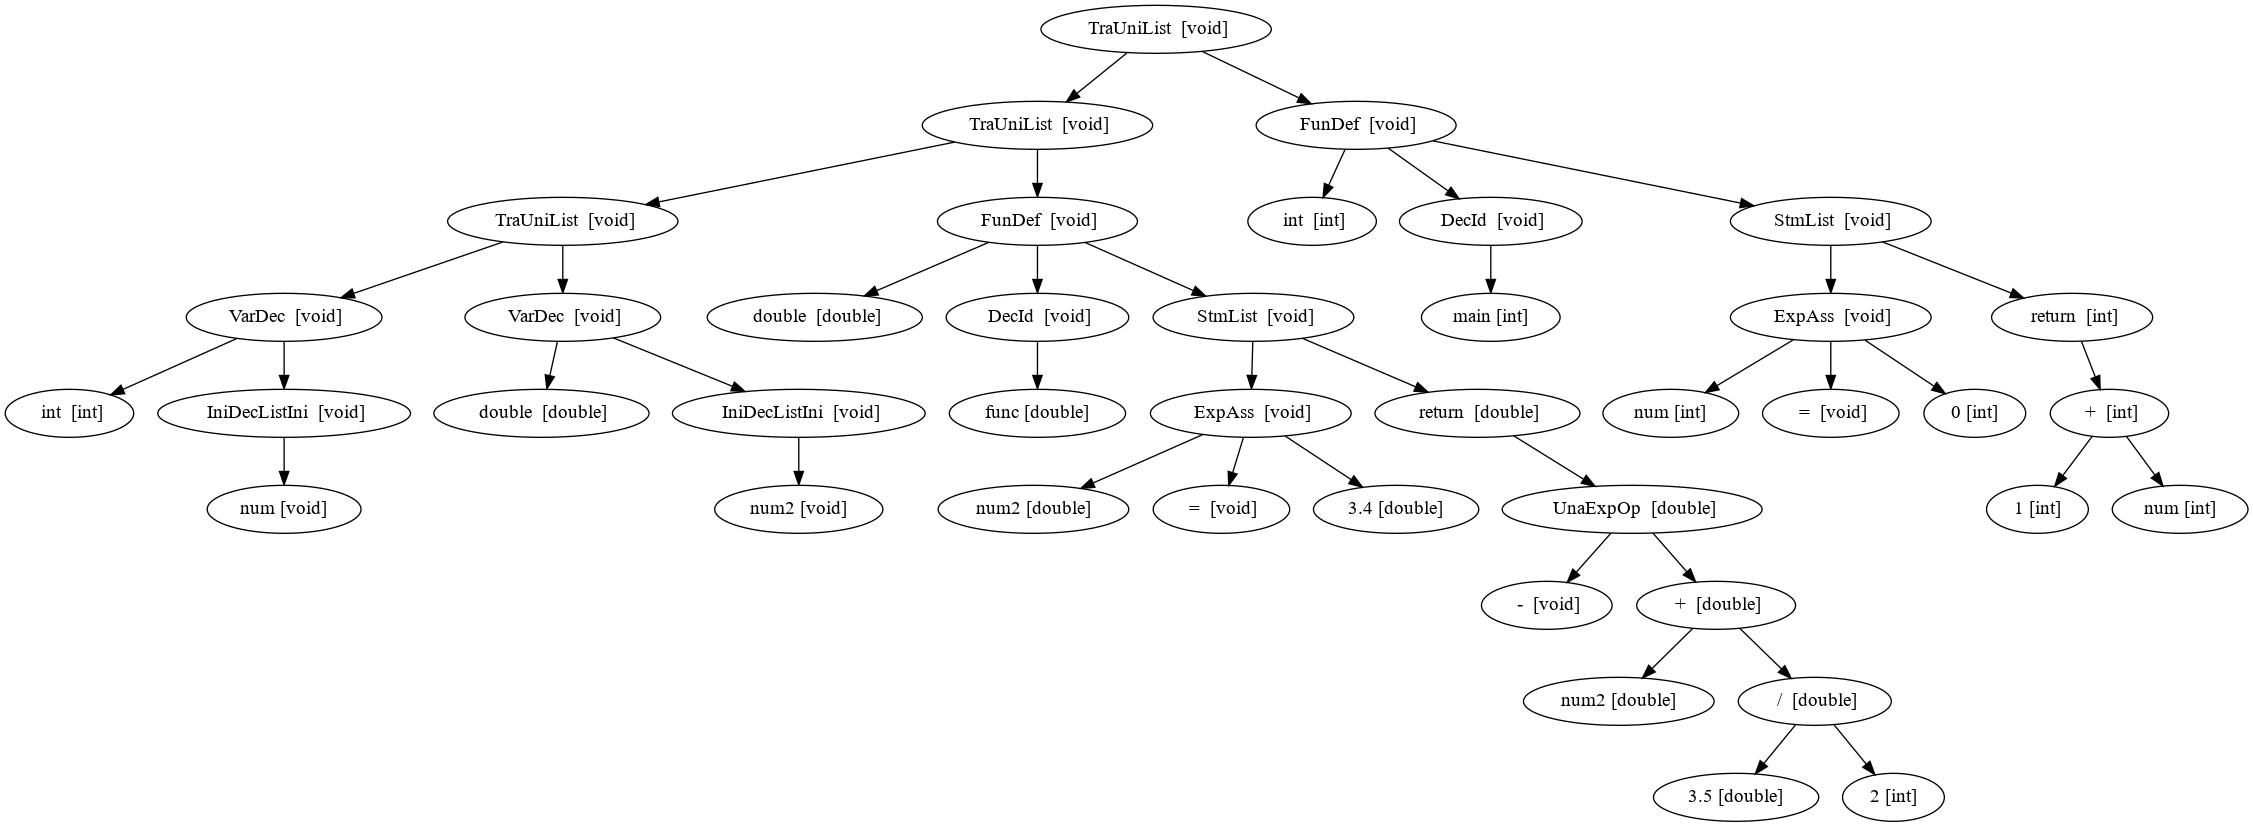 TraUniList [void]
TraUniList [void]
FunDef [void]
TraUniList [void]
FunDef [void]
int [int]
DecId [void]
StmList [void]
VarDec [void]
VarDec [void]
double [double]
DecId [void]
StmList [void]
main [int]
ExpAss [void]
return [int]
int [int]
IniDecListIni [void]
double [double]
IniDecListIni [void]
func [double]
ExpAss [void]
return [double]
num [int]
= [void]
0 [int]
+ [int]
num [void]
num2 [void]
num2 [double]
= [void]
3.4 [double]
UnaExpOp [double]
1 [int]
num [int]
- [void]
+ [double]
num2 [double]
/ [double]
3.5 [double]
2 [int]